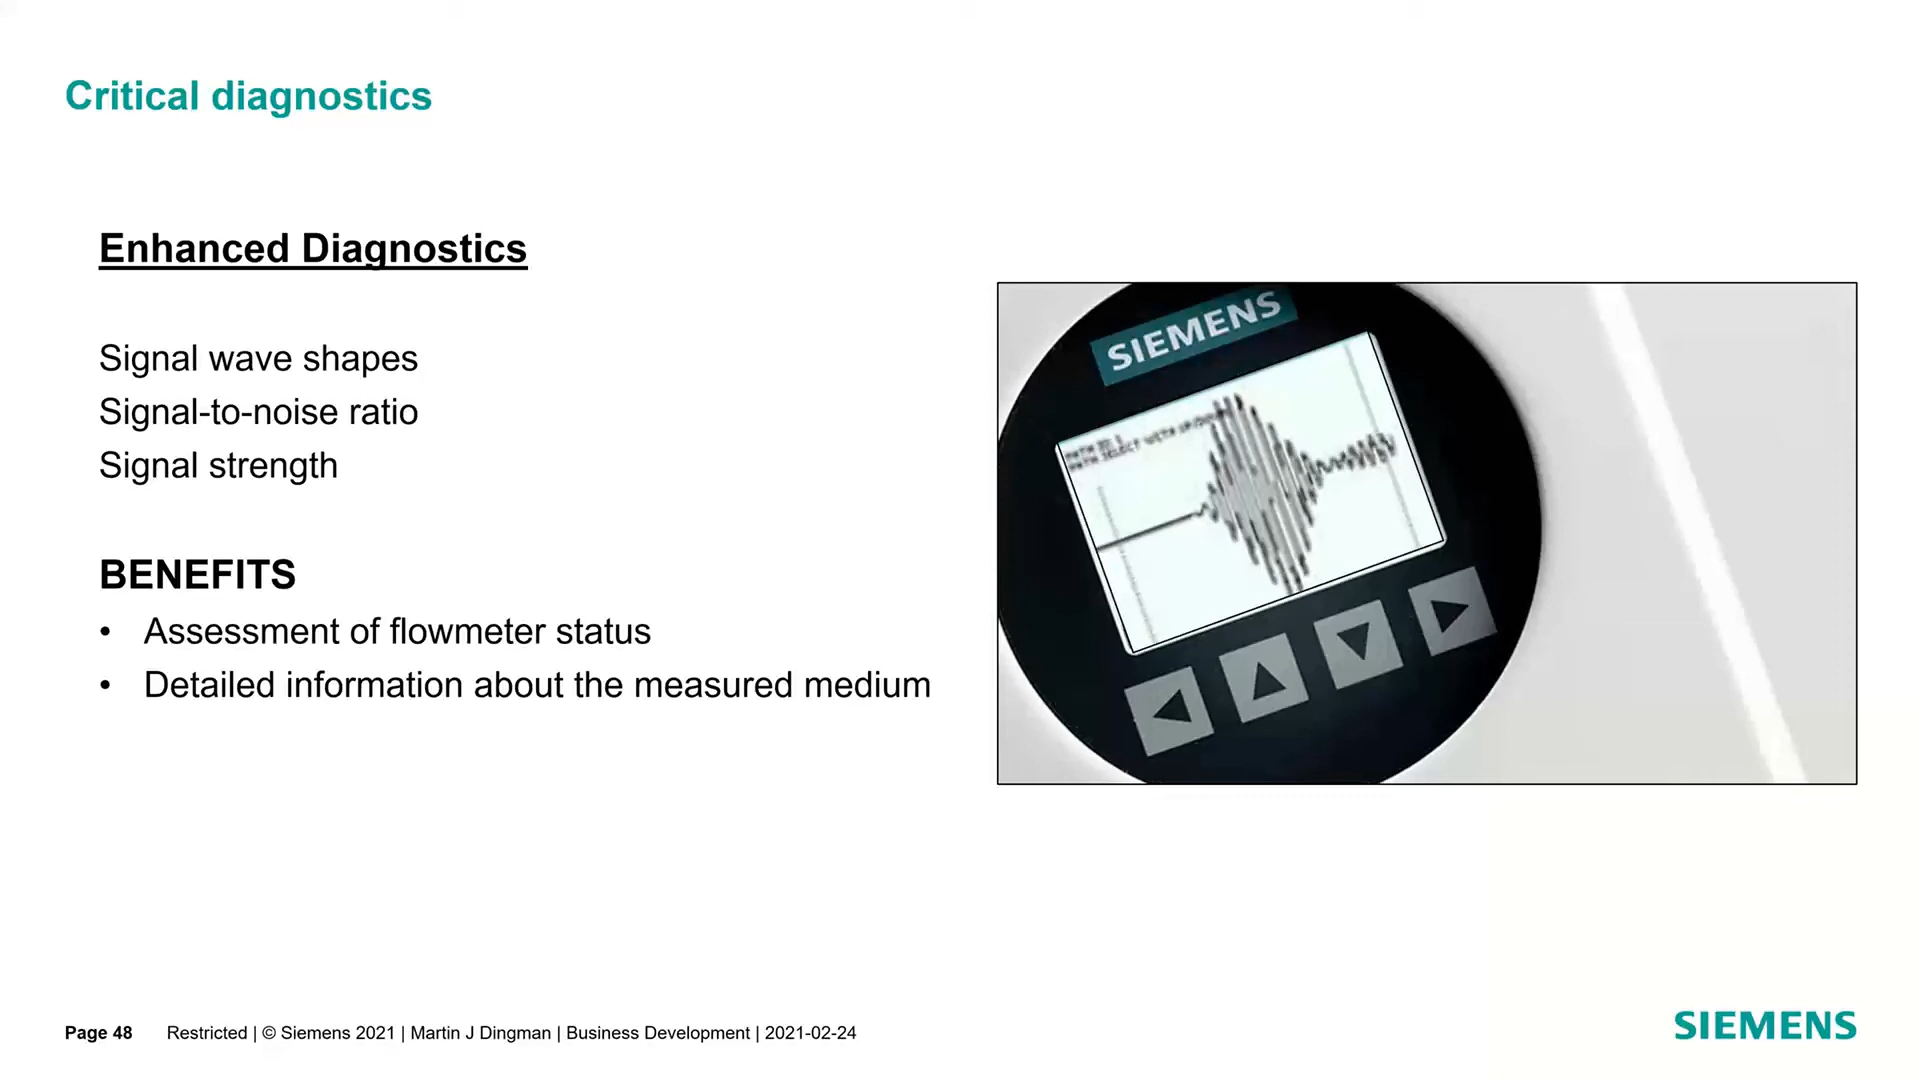 Critical diagnostics
Enhanced Diagnostics
Signal wave shapes
Signal-to-noise ratio
Signal strength
BENEFITS
• Assessment of flowmeter status
• Detailed information about the measured medium
SIEMENS
Page 48 Restricted | © Siemens 2021 | Martin J Dingman | Business Development | 2021-02-24
SIEMENS